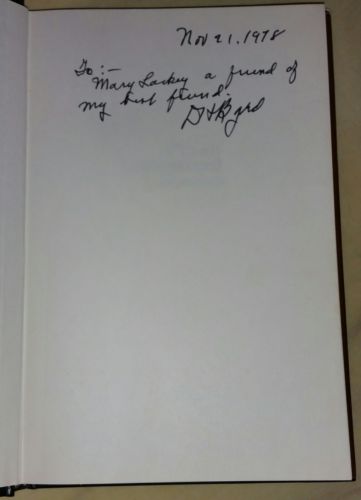 Nov 21, 1978
To:—
Mary Lackey a friend of
my best friend.
D H Byrd